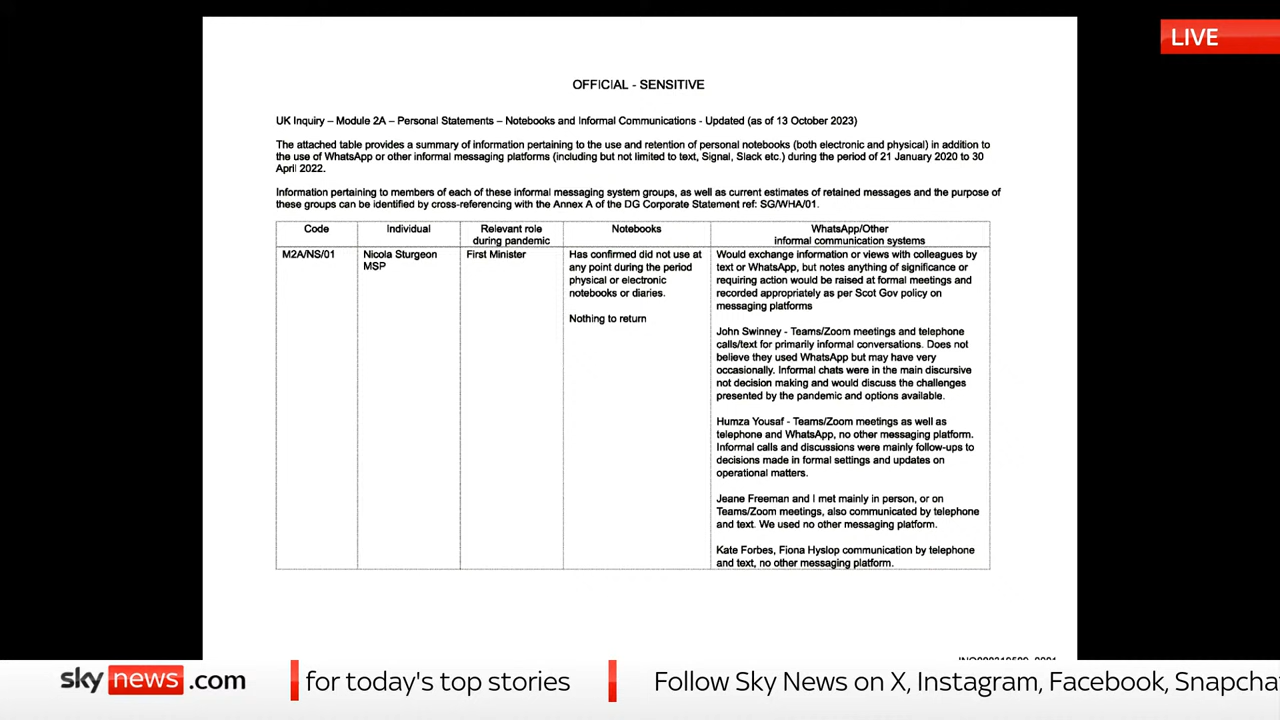 LIVE
OFFICIAL - SENSITIVE
UK Inquiry – Module 2A – Personal Statements – Notebooks and Informal Communications - Updated (as of 13 October 2023)
The attached table provides a summary of information pertaining to the use and retention of personal notebooks (both electronic and physical) in addition to
the use of WhatsApp or other informal messaging platforms (including but not limited to text, Signal, Slack etc.) during the period of 21 January 2020 to 30
April 2022.
Information pertaining to members of each of these informal messaging system groups, as well as current estimates of retained messages and the purpose of
these groups can be identified by cross-referencing with the Annex A of the DG Corporate Statement ref: SG/WHA/01.
Code
Individual
Relevant role
during pandemic
Notebooks
WhatsApp/Other
informal communication systems
M2A/NS/01
Nicola Sturgeon
MSP
First Minister
Has confirmed did not use at
any point during the period
physical or electronic
notebooks or diaries.
Nothing to return
Would exchange information or views with colleagues by
text or WhatsApp, but notes anything of significance or
requiring action would be raised at formal meetings and
recorded appropriately as per Scot Gov policy on
messaging platforms
John Swinney - Teams/Zoom meetings and telephone
calls/text for primarily informal conversations. Does not
believe they used WhatsApp but may have very
occasionally. Informal chats were in the main discursive
not decision making and would discuss the challenges
presented by the pandemic and options available.
Humza Yousaf - Teams/Zoom meetings as well as
telephone and WhatsApp, no other messaging platform.
Informal calls and discussions were mainly follow-ups to
decisions made in formal settings and updates on
operational matters.
Jeane Freeman and I met mainly in person, or on
Teams/Zoom meetings, also communicated by telephone
and text. We used no other messaging platform.
Kate Forbes, Fiona Hyslop communication by telephone
and text, no other messaging platform.
sky news .com
for today's top stories
Follow Sky News on X, Instagram, Facebook, Snapcha